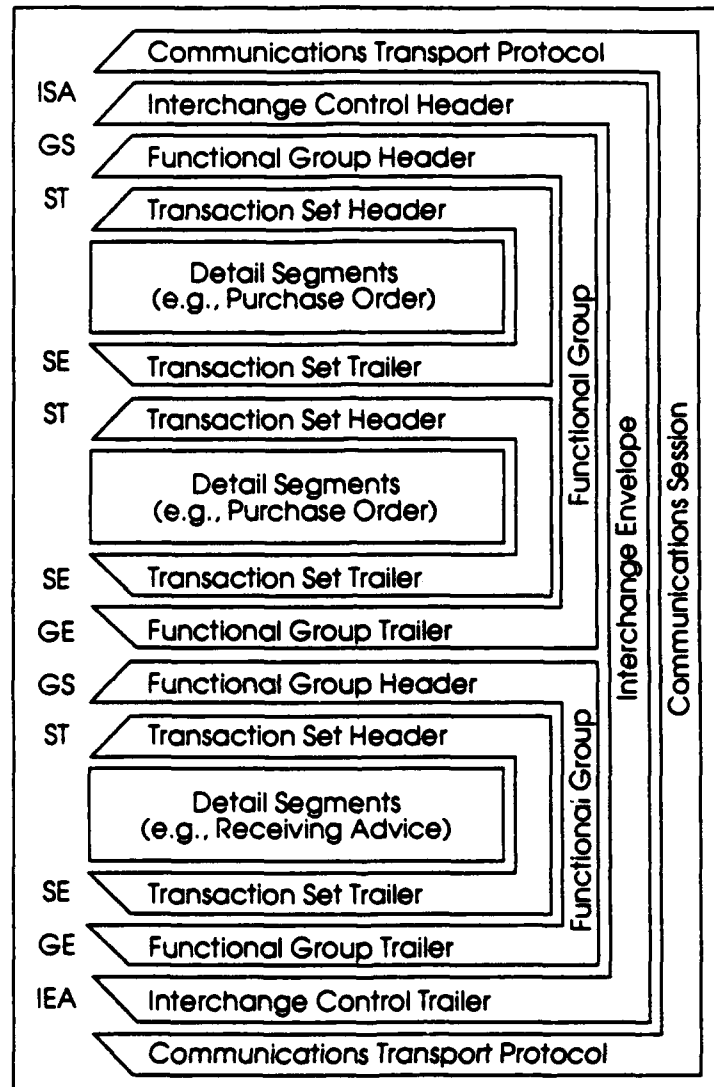 Communications Transport Protocol
ISA Interchange Control Header
GS Functional Group Header
ST Transaction Set Header
Detail Segments
(e.g., Purchase Order)
SE Transaction Set Trailer
ST Transaction Set Header
Detail Segments
(e.g., Purchase Order)
SE Transaction Set Trailer
GE Functional Group Trailer
Functional Group
GS Functional Group Header
ST Transaction Set Header
Detail Segments
(e.g., Receiving Advice)
SE Transaction Set Trailer
GE Functional Group Trailer
Functional Group
IEA Interchange Control Trailer
Communications Transport Protocol
Interchange Envelope
Communications Session